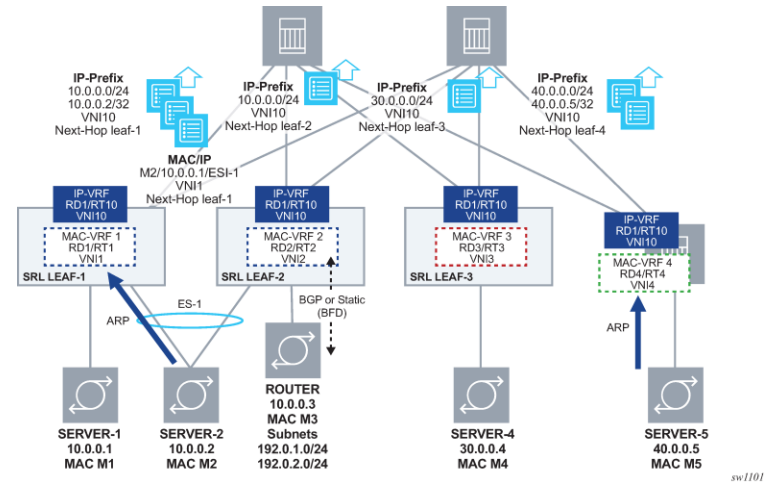 IP-Prefix
10.0.0.0/24
10.0.0.2/32
VNI10
Next-Hop leaf-1
IP-Prefix
10.0.0.0/24
VNI10
Next-Hop leaf-2
IP-Prefix
30.0.0.0/24
VNI10
Next-Hop leaf-3
IP-Prefix
40.0.0.0/24
40.0.0.5/32
VNI10
Next-Hop leaf-4
MAC/IP
M2/10.0.0.1/ESI-1
VNI1
Next-Hop leaf-1
IP-VRF
RD1/RT10
VNI10
MAC-VRF 1
RD1/RT1
VNI1
SRL LEAF-1
IP-VRF
RD1/RT10
VNI10
MAC-VRF 2
RD2/RT2
VNI2
SRL LEAF-2
IP-VRF
RD1/RT10
VNI10
MAC-VRF 3
RD3/RT3
VNI3
SRL LEAF-3
IP-VRF
RD1/RT10
VNI10
MAC-VRF 4
RD4/RT4
VNI4
ES-1
ARP
BGP or Static
(BFD)
ARP
ROUTER
10.0.0.3
MAC M3
Subnets
192.0.1.0/24
192.0.2.0/24
SERVER-1
10.0.0.1
MAC M1
SERVER-2
10.0.0.2
MAC M2
SERVER-4
30.0.0.4
MAC M4
SERVER-5
40.0.0.5
MAC M5
sw1101